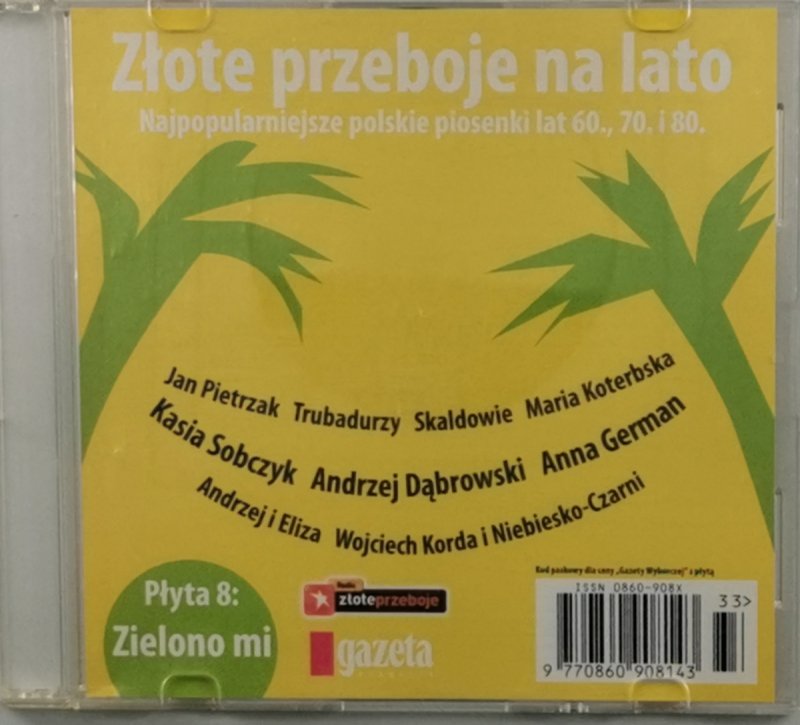 Złote przeboje na lato
Najpopularniejsze polskie piosenki lat 60., 70. i 80.
Jan Pietrzak Trubadurzy Skaldowie Maria Koterbska
Kasia Sobczyk Andrzej Dąbrowski Anna German
Andrzej i Eliza Wojciech Korda i Niebiesko-Czarni
Płyta 8:
Zielono mi
Radio
złoteprzeboje
gazeta
Kod paskowy dla ceny „Gazety Wyborczej” z płytą
ISSN 0860-908X
33>
9 770860 908143